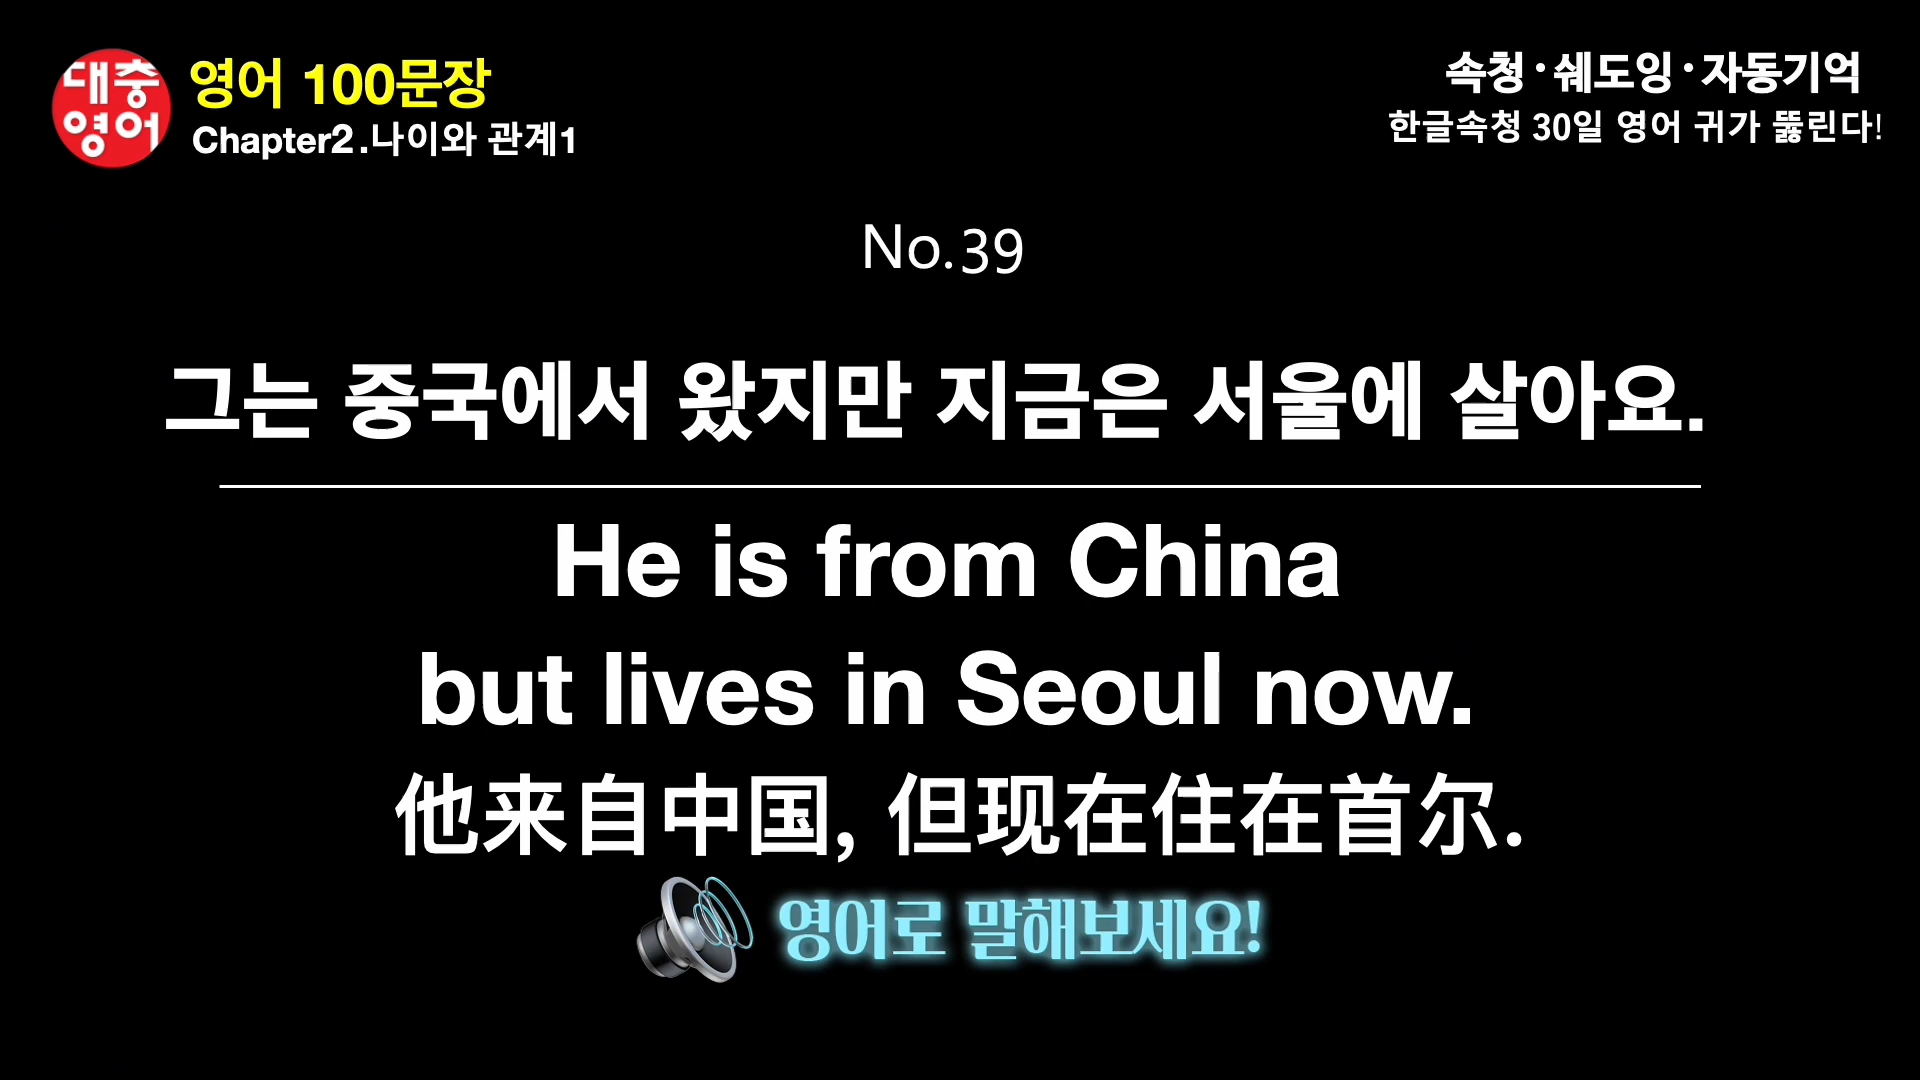 대충
영어
영어 100문장
Chapter2.나이와 관계1
속청·쉐도잉·자동기억
한글속청 30일 영어 귀가 뚫린다!
No.39
그는 중국에서 왔지만 지금은 서울에 살아요.
He is from China
but lives in Seoul now.
他来自中国, 但现在住在首尔.
영어로 말해보세요!